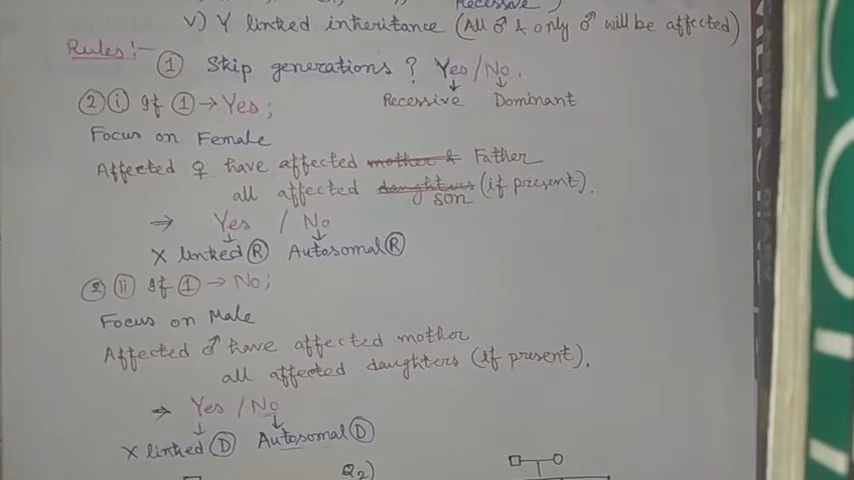 Recessive )
v) Y linked inheritance (All ♂ & only ♂ will be affected)
Rules:-
① Skip generations? Yes/No.
↓ ↓
Recessive Dominant
② ⓘ If ① → Yes;
Focus on Female
Affected ♀ have affected mother & Father
all affected daughters (if present).
son
⇒ Yes / No
↓ ↓
X linked Ⓡ Autosomal Ⓡ
② ⓘⓘ If ① → No;
Focus on Male
Affected ♂ have affected mother
all affected daughters (if present).
⇒ Yes / No
↓ ↓
X linked Ⓓ Autosomal Ⓓ
Q2)